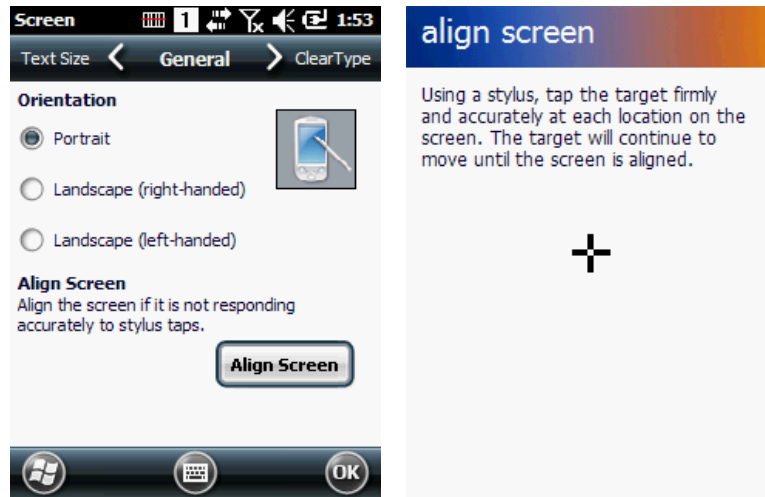 Screen 1 1:53
Text Size General ClearType
Orientation
Portrait
Landscape (right-handed)
Landscape (left-handed)
Align Screen
Align the screen if it is not responding
accurately to stylus taps.
Align Screen
OK
align screen
Using a stylus, tap the target firmly
and accurately at each location on the
screen. The target will continue to
move until the screen is aligned.